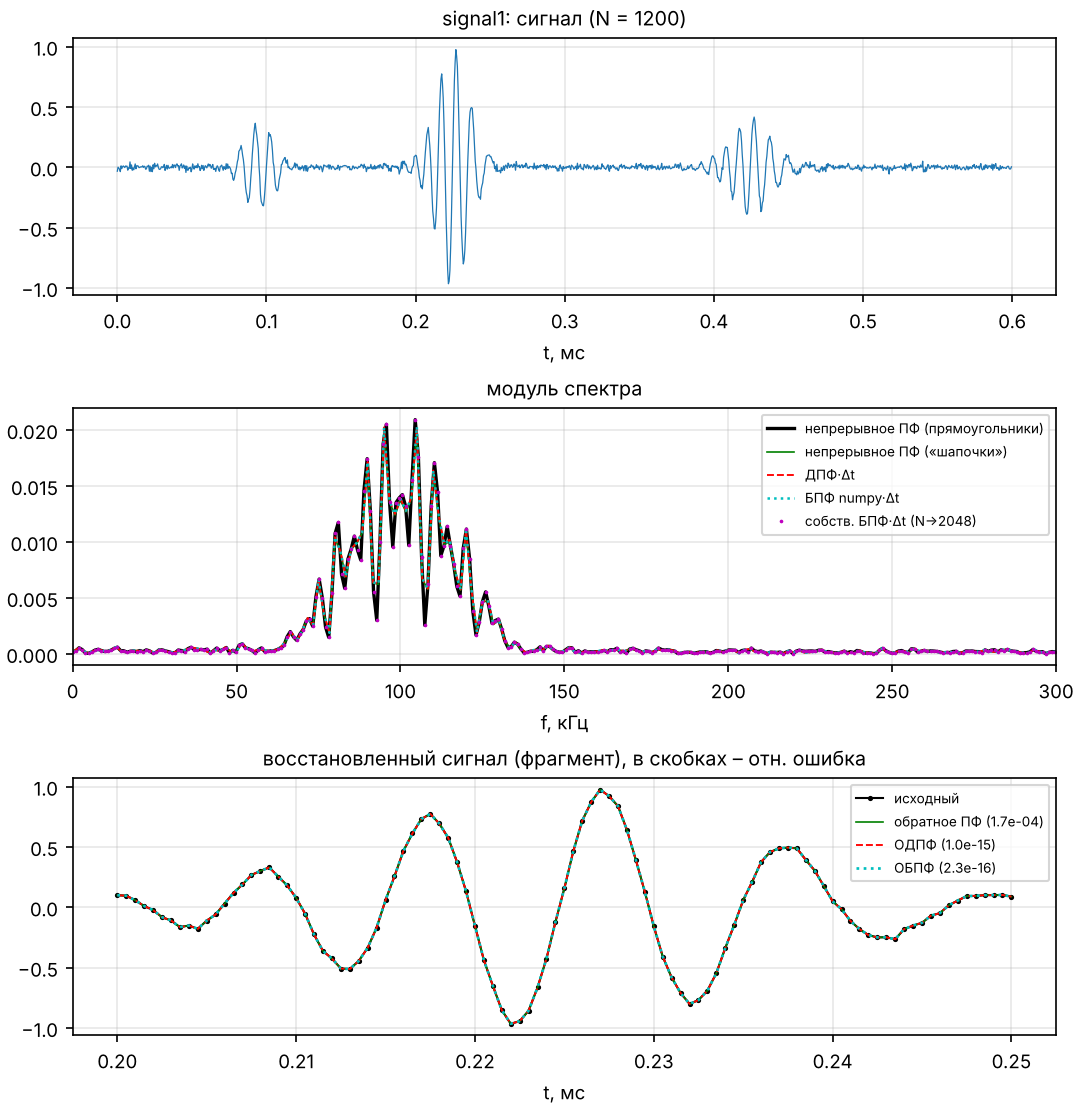 signal1: сигнал (N = 1200)
1.0
0.5
0.0
−0.5
−1.0
0.0 0.1 0.2 0.3 0.4 0.5 0.6
t, мс
модуль спектра
0.020
0.015
0.010
0.005
0.000
непрерывное ПФ (прямоугольники)
непрерывное ПФ («шапочки»)
ДПФ·Δt
БПФ numpy·Δt
собств. БПФ·Δt (N→2048)
0 50 100 150 200 250 300
f, кГц
восстановленный сигнал (фрагмент), в скобках – отн. ошибка
1.0
0.5
0.0
−0.5
−1.0
исходный
обратное ПФ (1.7e-04)
ОДПФ (1.0e-15)
ОБПФ (2.3e-16)
0.20 0.21 0.22 0.23 0.24 0.25
t, мс